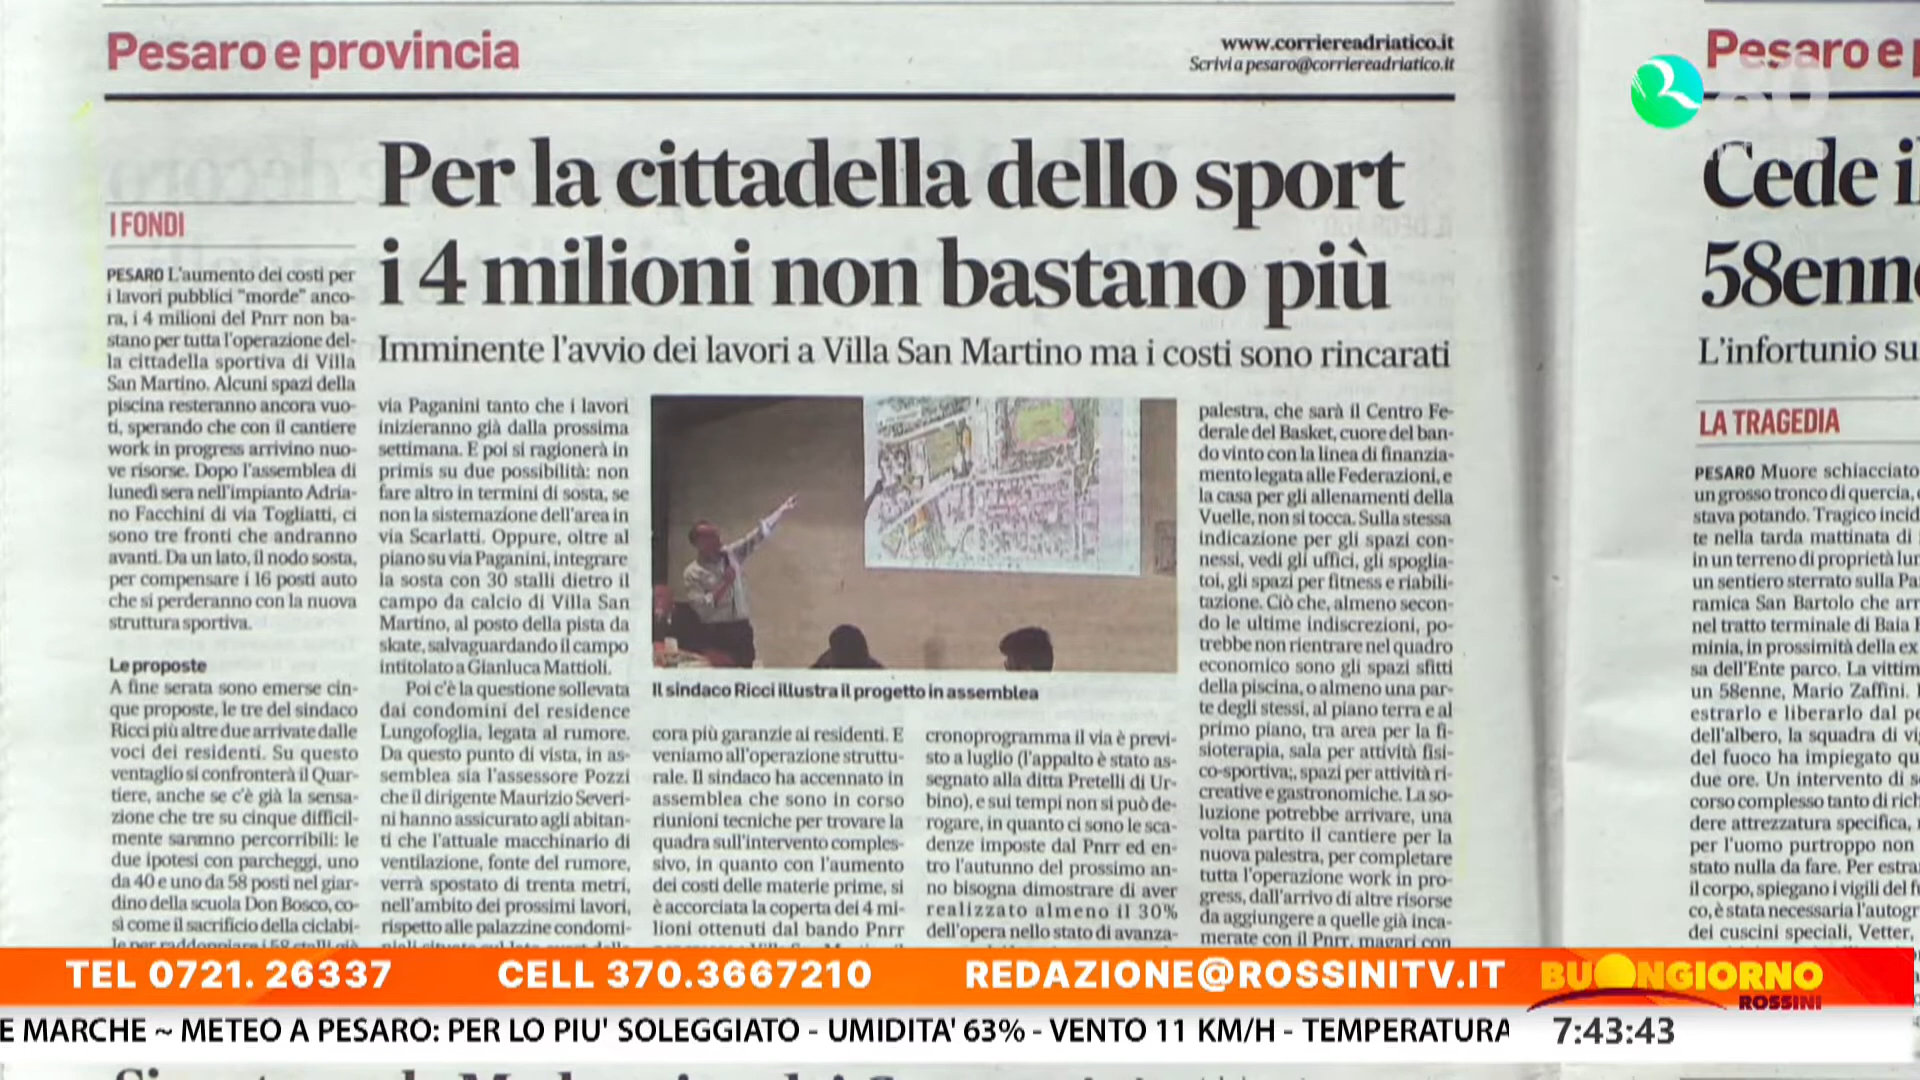 Pesaro e provincia
www.corriereadriatico.it
Scrivi a pesaro@corriereadriatico.it
Per la cittadella dello sport
i 4 milioni non bastano più
Imminente l'avvio dei lavori a Villa San Martino ma i costi sono rincarati
I FONDI
PESARO L'aumento dei costi per
i lavori pubblici "morde" anco-
ra, i 4 milioni del Pnrr non ba-
stano per tutta l'operazione del-
la cittadella sportiva di Villa
San Martino. Alcuni spazi della
piscina resteranno ancora vuo-
ti, sperando che con il cantiere
work in progress arrivino nuo-
ve risorse. Dopo l'assemblea di
lunedì sera nell'impianto Adria-
no Facchini di via Togliatti, ci
sono tre fronti che andranno
avanti. Da un lato, il nodo sosta,
per compensare i 16 posti auto
che si perderanno con la nuova
struttura sportiva.
Le proposte
A fine serata sono emerse cin-
que proposte, le tre del sindaco
Ricci più altre due arrivate dalle
voci dei residenti. Su questo
ventaglio si confronterà il Quar-
tiere, anche se c'è già la sensa-
zione che tre su cinque difficil-
mente saranno percorribili: le
due ipotesi con parcheggi, uno
da 40 e uno da 58 posti nel giar-
dino della scuola Don Bosco, co-
sì come il sacrificio della ciclabi-
le per raddoppiare i 58 stalli già
via Paganini tanto che i lavori
inizieranno già dalla prossima
settimana. E poi si ragionerà in
primis su due possibilità: non
fare altro in termini di sosta, se
non la sistemazione dell'area in
via Scarlatti. Oppure, oltre al
piano su via Paganini, integrare
la sosta con 30 stalli dietro il
campo da calcio di Villa San
Martino, al posto della pista da
skate, salvaguardando il campo
intitolato a Gianluca Mattioli.
Poi c'è la questione sollevata
dai condomini del residence
Lungofoglia, legata al rumore.
Da questo punto di vista, in as-
semblea sia l'assessore Pozzi
che il dirigente Maurizio Severi-
ni hanno assicurato agli abitan-
ti che l'attuale macchinario di
ventilazione, fonte del rumore,
verrà spostato di trenta metri,
nell'ambito dei prossimi lavori,
rispetto alle palazzine condomi-
Il sindaco Ricci illustra il progetto in assemblea
cora più garanzie ai residenti. E
veniamo all'operazione struttu-
rale. Il sindaco ha accennato in
assemblea che sono in corso
riunioni tecniche per trovare la
quadra sull'intervento comples-
sivo, in quanto con l'aumento
dei costi delle materie prime, si
è accorciata la coperta dei 4 mi-
lioni ottenuti dal bando Pnrr
cronoprogramma il via è previ-
sto a luglio (l'appalto è stato as-
segnato alla ditta Pretelli di Ur-
bino), e sui tempi non si può de-
rogare, in quanto ci sono le sca-
denze imposte dal Pnrr ed en-
tro l'autunno del prossimo an-
no bisogna dimostrare di aver
realizzato almeno il 30%
dell'opera nello stato di avanza-
palestra, che sarà il Centro Fe-
derale del Basket, cuore del ban-
do vinto con la linea di finanzia-
mento legata alle Federazioni, e
la casa per gli allenamenti della
Vuelle, non si tocca. Sulla stessa
indicazione per gli spazi con-
nessi, vedi gli uffici, gli spoglia-
toi, gli spazi per fitness e riabili-
tazione. Ciò che, almeno secon-
do le ultime indiscrezioni, po-
trebbe non rientrare nel quadro
economico sono gli spazi sfitti
della piscina, o almeno una par-
te degli stessi, al piano terra e al
primo piano, tra area per la fi-
sioterapia, sala per attività fisi-
co-sportiva;, spazi per attività ri-
creative e gastronomiche. La so-
luzione potrebbe arrivare, una
volta partito il cantiere per la
nuova palestra, per completare
tutta l'operazione work in pro-
gress, dall'arrivo di altre risorse
da aggiungere a quelle già inca-
merate con il Pnrr, magari con
Pesaro e p
Cede il
58enne
L'infortunio su
LA TRAGEDIA
PESARO Muore schiacciato
un grosso tronco di quercia,
stava potando. Tragico incid
te nella tarda mattinata di
in un terreno di proprietà lun
un sentiero sterrato sulla Pa
ramica San Bartolo che arr
nel tratto terminale di Baia
minia, in prossimità della ex
sa dell'Ente parco. La vittim
un 58enne, Mario Zaffini.
estrarlo e liberarlo dal pe
dell'albero, la squadra di vig
del fuoco ha impiegato qu
due ore. Un intervento di s
corso complesso tanto di rich
dere attrezzatura specifica,
per l'uomo purtroppo non
stato nulla da fare. Per estra
il corpo, spiegano i vigili del f
co, è stata necessaria l'autogr
dei cuscini speciali, Vetter,
TEL 0721. 26337
CELL 370.3667210
REDAZIONE@ROSSINITV.IT
BUONGIORNO
ROSSINI
E MARCHE ~ METEO A PESARO: PER LO PIU' SOLEGGIATO - UMIDITA' 63% - VENTO 11 KM/H - TEMPERATURA
7:43:43